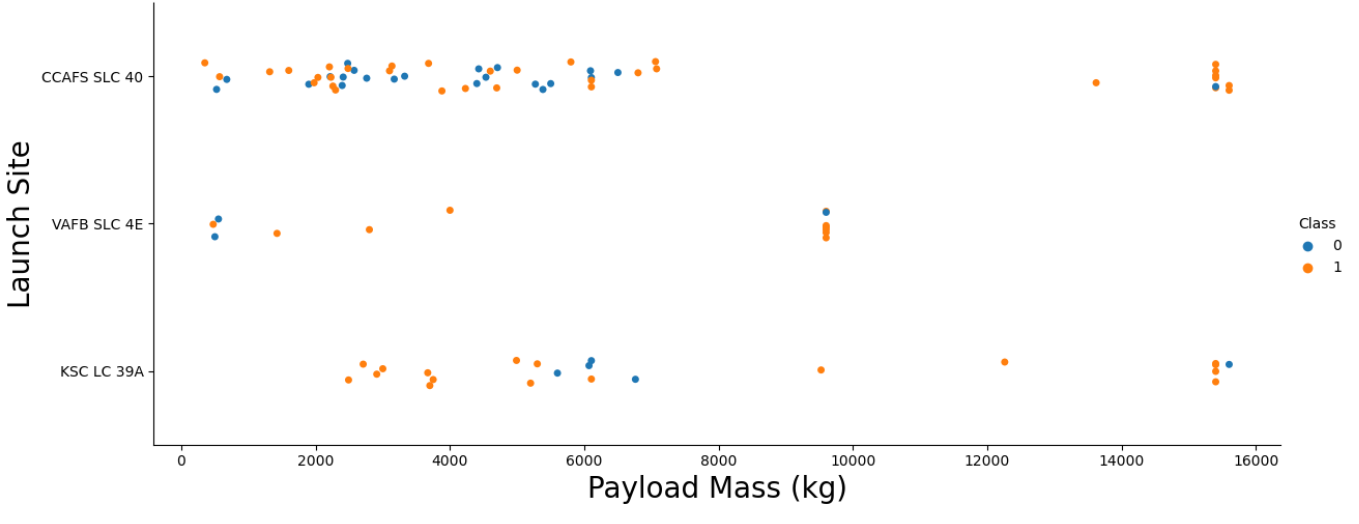 Launch Site
CCAFS SLC 40
VAFB SLC 4E
KSC LC 39A
0 2000 4000 6000 8000 10000 12000 14000 16000
Payload Mass (kg)
Class
0
1